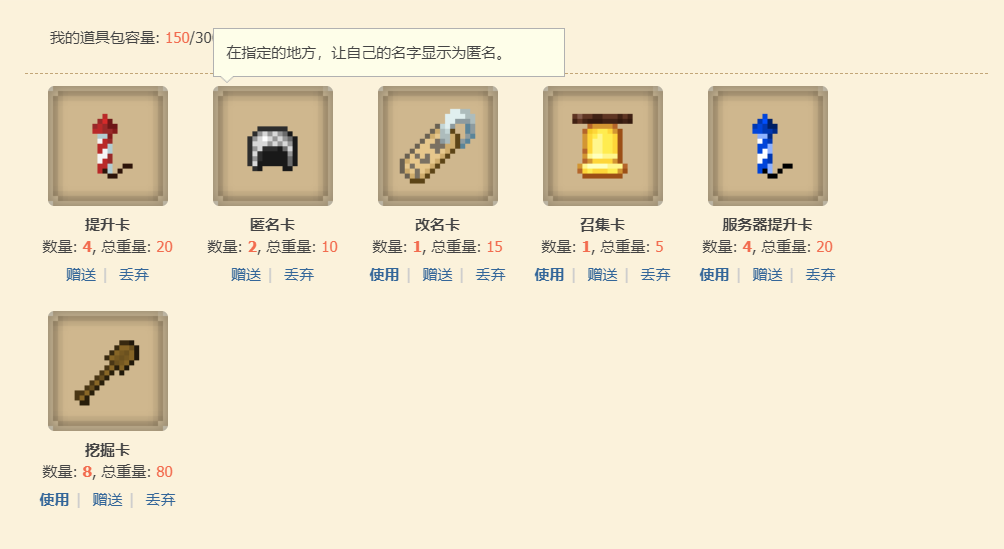 我的道具包容量: 150/300
在指定的地方，让自己的名字显示为匿名。
提升卡 匿名卡 改名卡 召集卡 服务器提升卡
数量: 4, 总重量: 20 数量: 2, 总重量: 10 数量: 1, 总重量: 15 数量: 1, 总重量: 5 数量: 4, 总重量: 20
赠送 | 丢弃 赠送 | 丢弃 使用 | 赠送 | 丢弃 使用 | 赠送 | 丢弃 使用 | 赠送 | 丢弃
挖掘卡
数量: 8, 总重量: 80
使用 | 赠送 | 丢弃